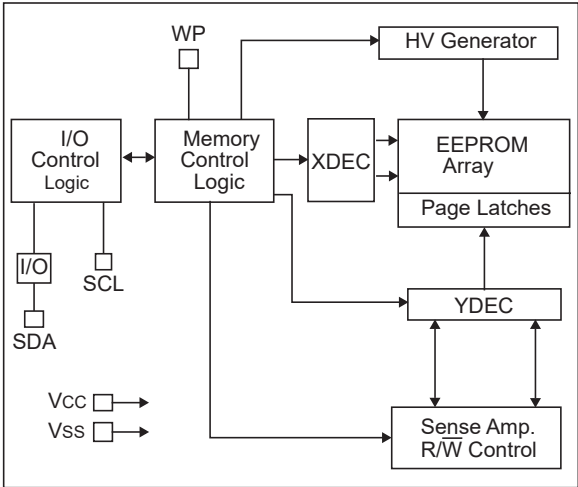 WP
HV Generator
I/O
Control
Logic
Memory
Control
Logic
XDEC
EEPROM
Array
Page Latches
I/O
SCL
SDA
YDEC
VCC
VSS
Sense Amp.
R/W̅ Control